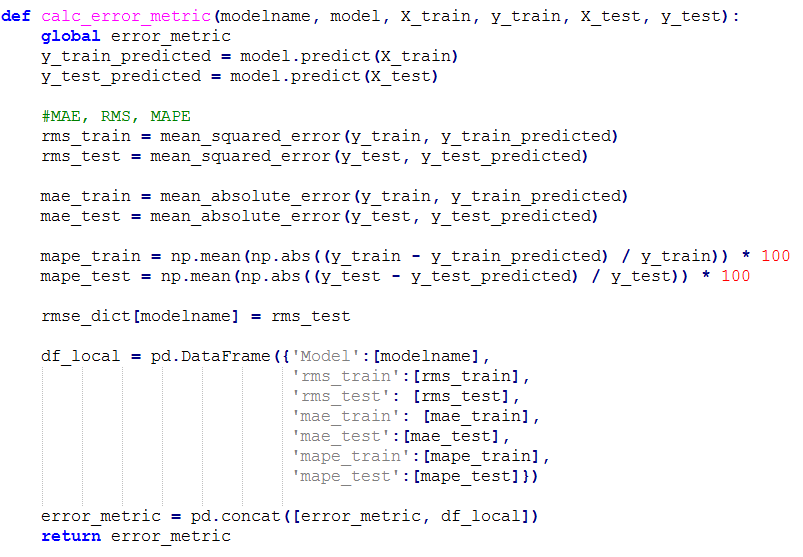 def calc_error_metric(modelname, model, X_train, y_train, X_test, y_test):
    global error_metric
    y_train_predicted = model.predict(X_train)
    y_test_predicted = model.predict(X_test)

    #MAE, RMS, MAPE
    rms_train = mean_squared_error(y_train, y_train_predicted)
    rms_test = mean_squared_error(y_test, y_test_predicted)

    mae_train = mean_absolute_error(y_train, y_train_predicted)
    mae_test = mean_absolute_error(y_test, y_test_predicted)

    mape_train = np.mean(np.abs((y_train - y_train_predicted) / y_train)) * 100
    mape_test = np.mean(np.abs((y_test - y_test_predicted) / y_test)) * 100

    rmse_dict[modelname] = rms_test

    df_local = pd.DataFrame({'Model':[modelname],
                             'rms_train':[rms_train],
                             'rms_test': [rms_test],
                             'mae_train': [mae_train],
                             'mae_test':[mae_test],
                             'mape_train':[mape_train],
                             'mape_test':[mape_test]})

    error_metric = pd.concat([error_metric, df_local])
    return error_metric